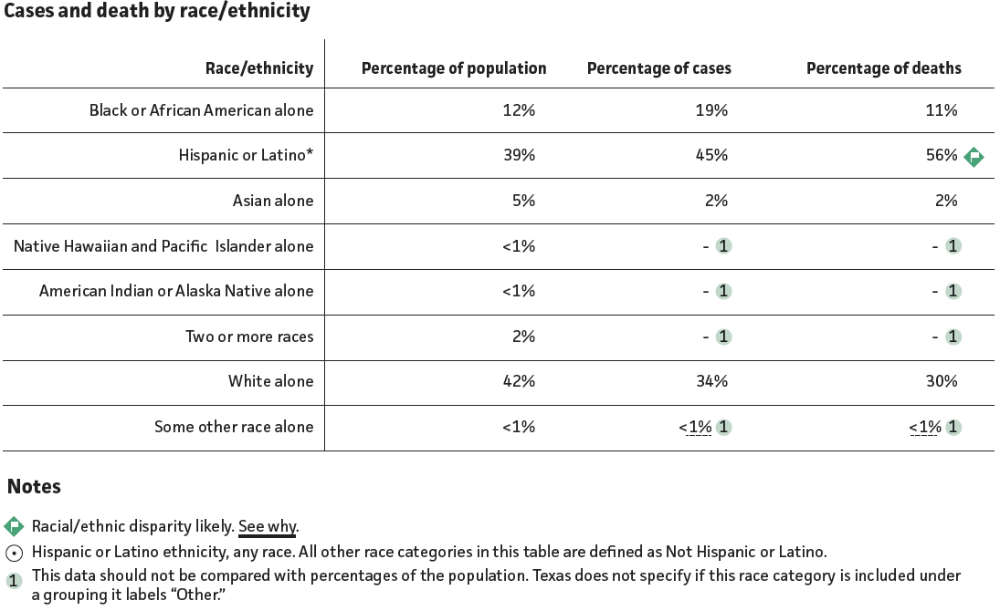 Cases and death by race/ethnicity
Race/ethnicity Percentage of population Percentage of cases Percentage of deaths
Black or African American alone 12% 19% 11%
Hispanic or Latino* 39% 45% 56%
Asian alone 5% 2% 2%
Native Hawaiian and Pacific Islander alone <1% - 1 - 1
American Indian or Alaska Native alone <1% - 1 - 1
Two or more races 2% - 1 - 1
White alone 42% 34% 30%
Some other race alone <1% <1% 1 <1% 1
Notes
Racial/ethnic disparity likely. See why.
Hispanic or Latino ethnicity, any race. All other race categories in this table are defined as Not Hispanic or Latino.
1 This data should not be compared with percentages of the population. Texas does not specify if this race category is included under
a grouping it labels “Other.”